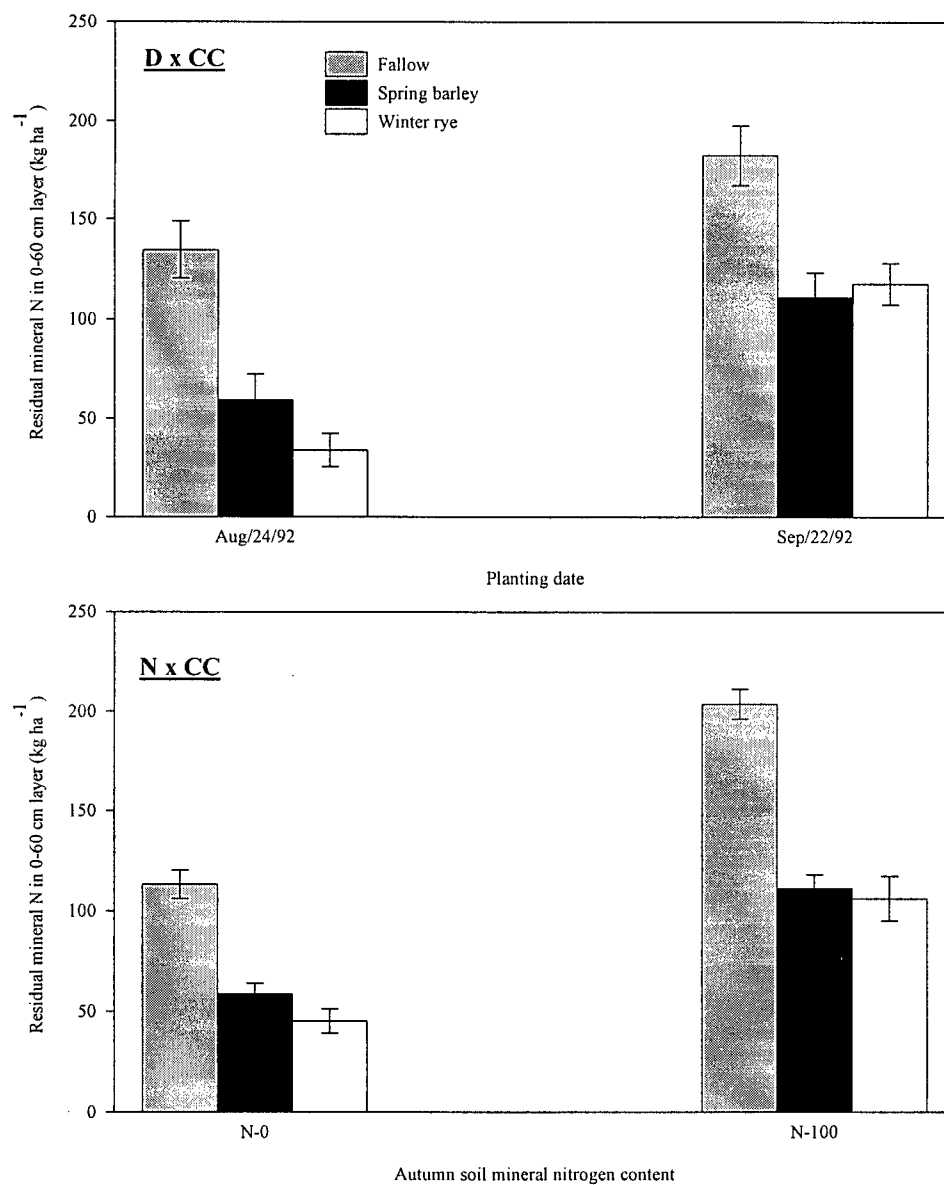 250
200
150
100
50
0
Residual mineral N in 0-60 cm layer (kg ha⁻¹ )
D x CC
Fallow
Spring barley
Winter rye
Aug/24/92
Sep/22/92
Planting date
250
200
150
100
50
0
Residual mineral N in 0-60 cm layer (kg ha⁻¹ )
N x CC
N-0
N-100
Autumn soil mineral nitrogen content